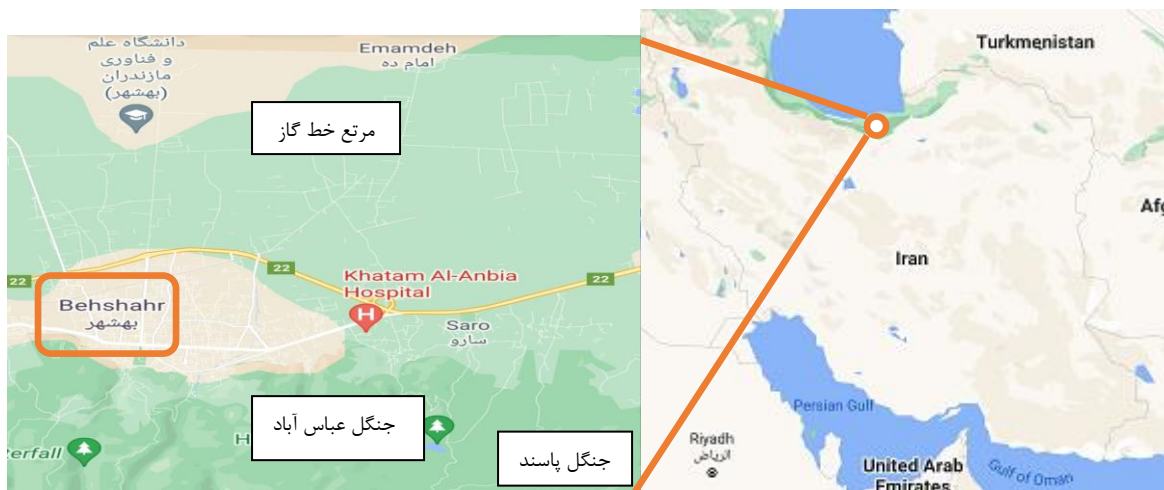 دانشگاه علم
و فناوری
مازندران
(بهشهر)
Emamdeh
امام ده
مرتع خط گاز
22
22
22
Behshahr
بهشهر
Khatam Al-Anbia
Hospital
H
Saro
سارو
جنگل عباس آباد
H
erfall
جنگل پاسند
Turkmenistan
Afg
Iran
Persian Gulf
Riyadh
الرياض
United Arab
Emirates
Gulf of Oman